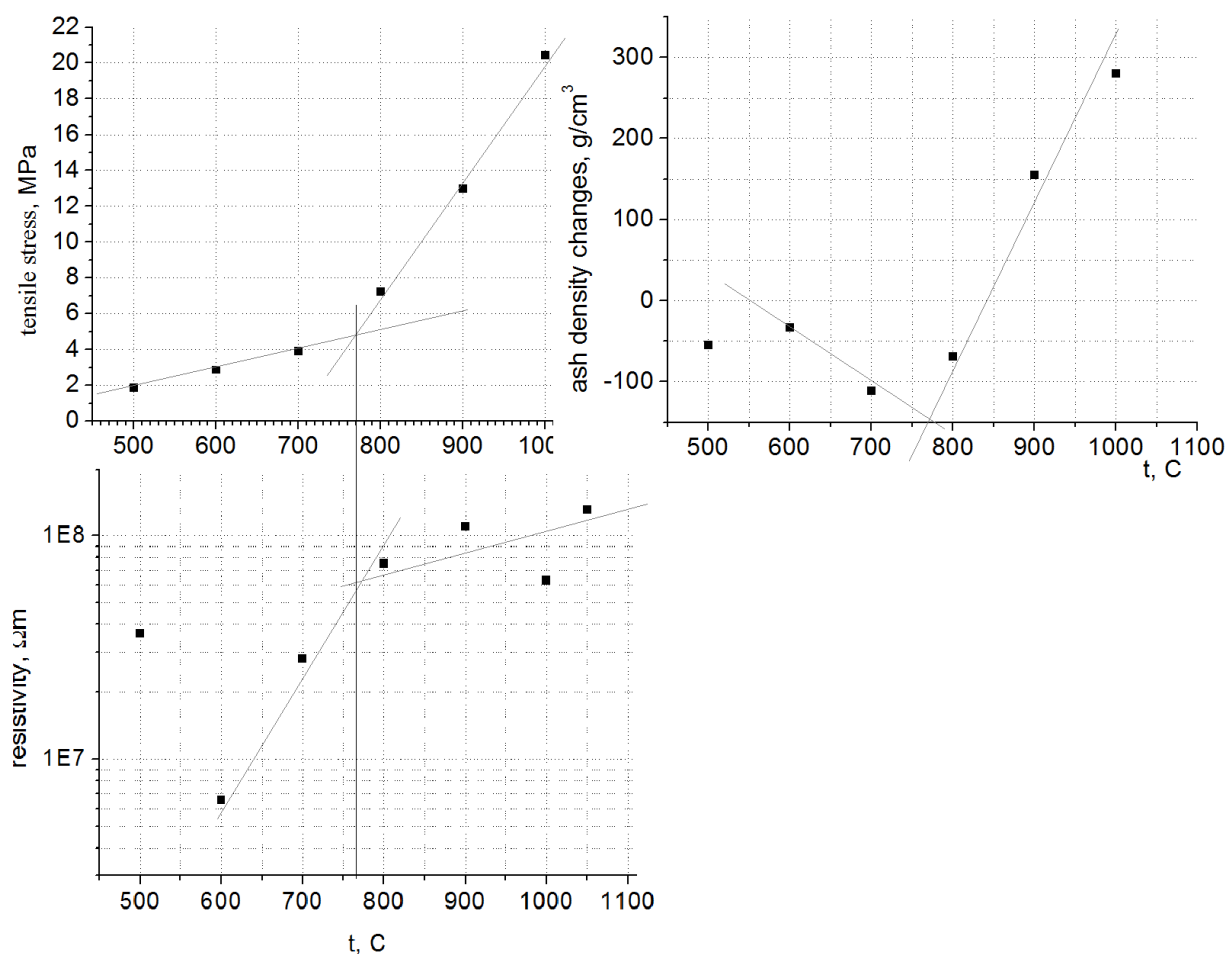 tensile stress, MPa
22
20
18
16
14
12
10
8
6
4
2
0
500 600 700 800 900 100
ash density changes, g/cm³
300
200
100
0
-100
500 600 700 800 900 1000 1100
t, C
resistivity, Ωm
1E8
1E7
500 600 700 800 900 1000 1100
t, C